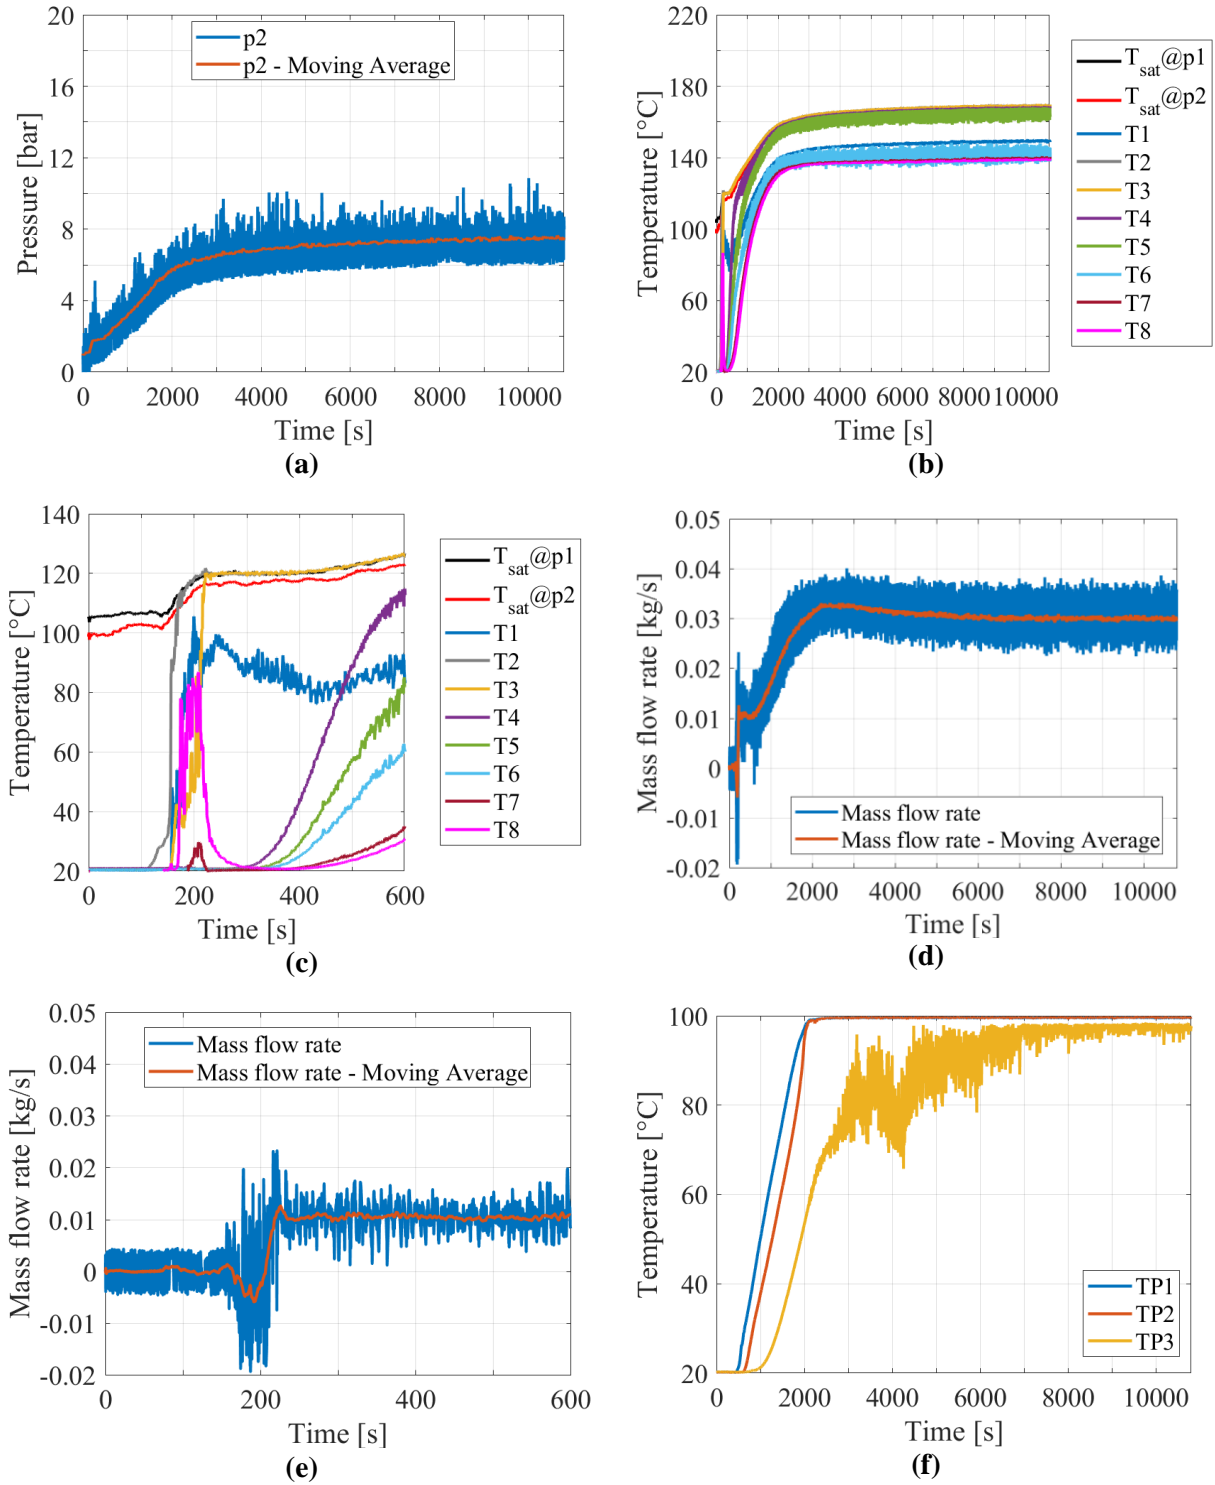 20
16
12
8
4
0
Pressure [bar]
p2
p2 - Moving Average
0 2000 4000 6000 8000 10000
Time [s]
(a)
220
180
140
100
60
20
Temperature [°C]
0 2000 4000 6000 8000 10000
Time [s]
(b)
T_sat@p1
T_sat@p2
T1
T2
T3
T4
T5
T6
T7
T8
140
120
100
80
60
40
20
Temperature [°C]
0 200 400 600
Time [s]
(c)
T_sat@p1
T_sat@p2
T1
T2
T3
T4
T5
T6
T7
T8
0.05
0.04
0.03
0.02
0.01
0
-0.01
-0.02
Mass flow rate [kg/s]
Mass flow rate
Mass flow rate - Moving Average
0 2000 4000 6000 8000 10000
Time [s]
(d)
0.05
0.04
0.03
0.02
0.01
0
-0.01
-0.02
Mass flow rate [kg/s]
Mass flow rate
Mass flow rate - Moving Average
0 200 400 600
Time [s]
(e)
100
80
60
40
20
Temperature [°C]
TP1
TP2
TP3
0 2000 4000 6000 8000 10000
Time [s]
(f)